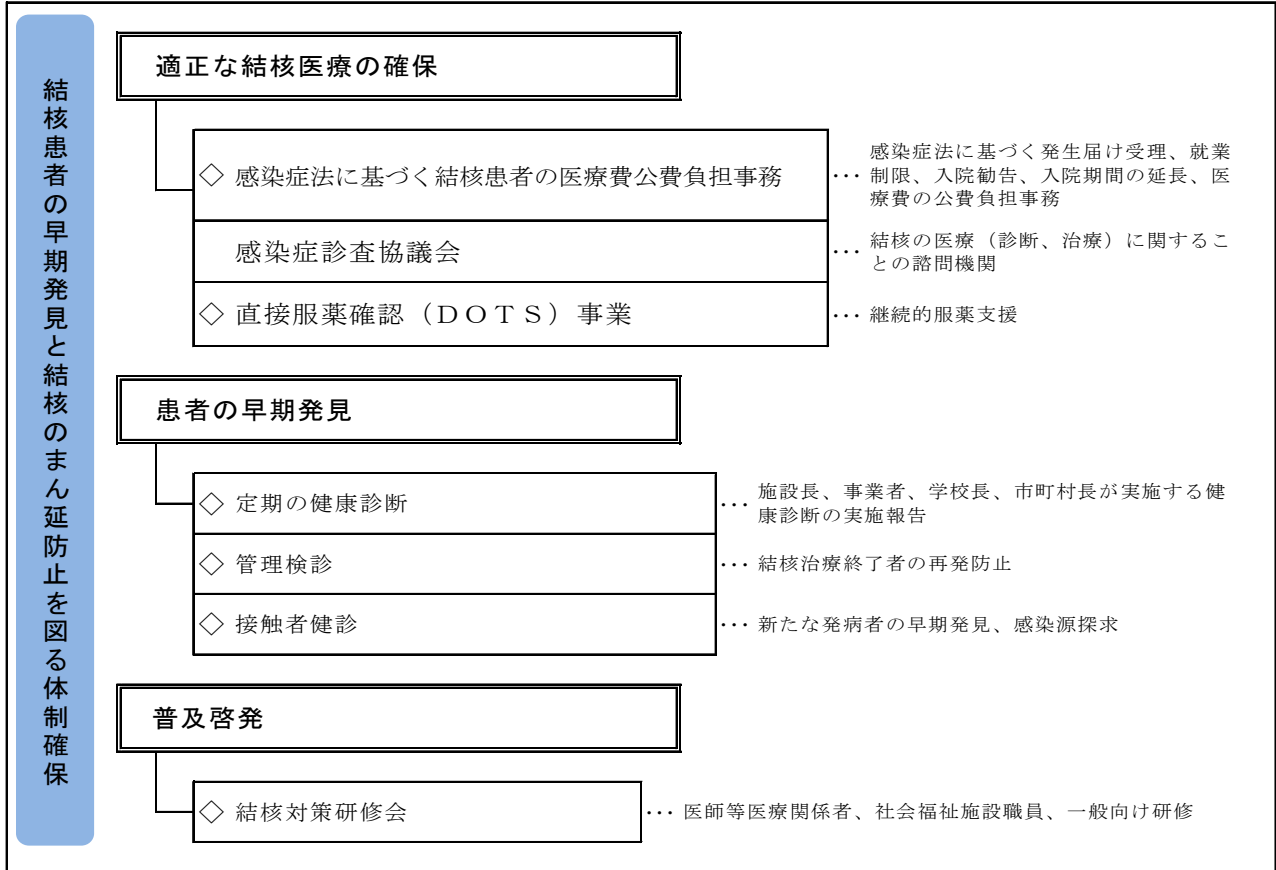 結核患者の早期発見と結核のまん延防止を図る体制確保
適正な結核医療の確保
◇ 感染症法に基づく結核患者の医療費公費負担事務
… 感染症法に基づく発生届け受理、就業
制限、入院勧告、入院期間の延長、医
療費の公費負担事務
感染症診査協議会
… 結核の医療（診断、治療）に関するこ
との諮問機関
◇ 直接服薬確認（ＤＯＴＳ）事業
… 継続的服薬支援
患者の早期発見
◇ 定期の健康診断
… 施設長、事業者、学校長、市町村長が実施する健
康診断の実施報告
◇ 管理検診
… 結核治療終了者の再発防止
◇ 接触者健診
… 新たな発病者の早期発見、感染源探求
普及啓発
◇ 結核対策研修会
… 医師等医療関係者、社会福祉施設職員、一般向け研修